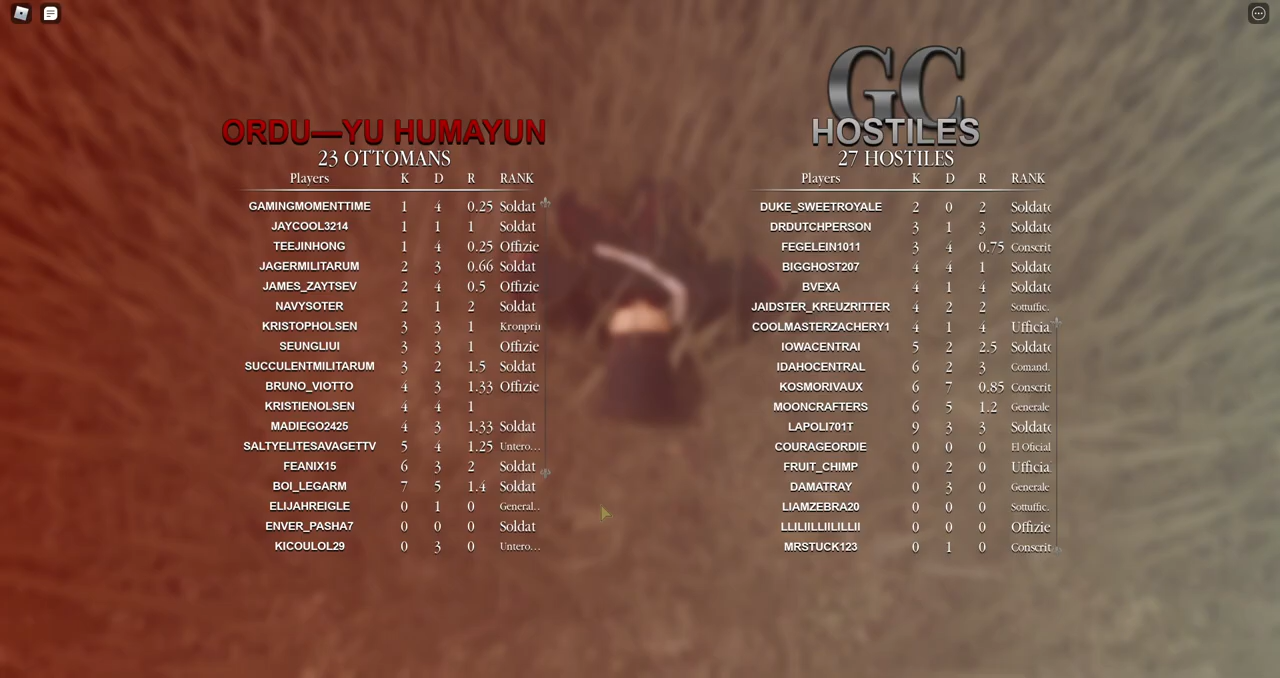 GC
ORDU—YU HUMAYUN
HOSTILES
23 OTTOMANS
27 HOSTILES
Players K D R RANK
GAMINGMOMENTTIME 1 4 0.25 Soldat
JAYCOOL3214 1 1 1 Soldat
TEEJINHONG 1 4 0.25 Offizie
JAGERMILITARUM 2 3 0.66 Soldat
JAMES_ZAYTSEV 2 4 0.5 Offizie
NAVYSOTER 2 1 2 Soldat
KRISTOPHOLSEN 3 3 1 Kronpri
SEUNGLIUI 3 3 1 Offizie
SUCCULENTMILITARUM 3 2 1.5 Soldat
BRUNO_VIOTTO 4 3 1.33 Offizie
KRISTIENOLSEN 4 4 1
MADIEGO2425 4 3 1.33 Soldat
SALTYELITESAVAGETTV 5 4 1.25 Untero...
FEANIX15 6 3 2 Soldat
BOI_LEGARM 7 5 1.4 Soldat
ELIJAHREIGLE 0 1 0 General..
ENVER_PASHA7 0 0 0 Soldat
KICOULOL29 0 3 0 Untero...
Players K D R RANK
DUKE_SWEETROYALE 2 0 2 Soldato
DRDUTCHPERSON 3 1 3 Soldato
FEGELEIN1011 3 4 0.75 Conscrit
BIGGHOST207 4 4 1 Soldato
BVEXA 4 1 4 Soldato
JAIDSTER_KREUZRITTER 4 2 2 Sottuffic.
COOLMASTERZACHERY1 4 1 4 Ufficia
IOWACENTRAI 5 2 2.5 Soldato
IDAHOCENTRAL 6 2 3 Comand.
KOSMORIVAUX 6 7 0.85 Conscrit
MOONCRAFTERS 6 5 1.2 Generale
LAPOLI701T 9 3 3 Soldato
COURAGEORDIE 0 0 0 El Oficial
FRUIT_CHIMP 0 2 0 Ufficia
DAMATRAY 0 3 0 Generale
LIAMZEBRA20 0 0 0 Sottuffic.
LLILIILLIILILLII 0 0 0 Offizie
MRSTUCK123 0 1 0 Conscrit